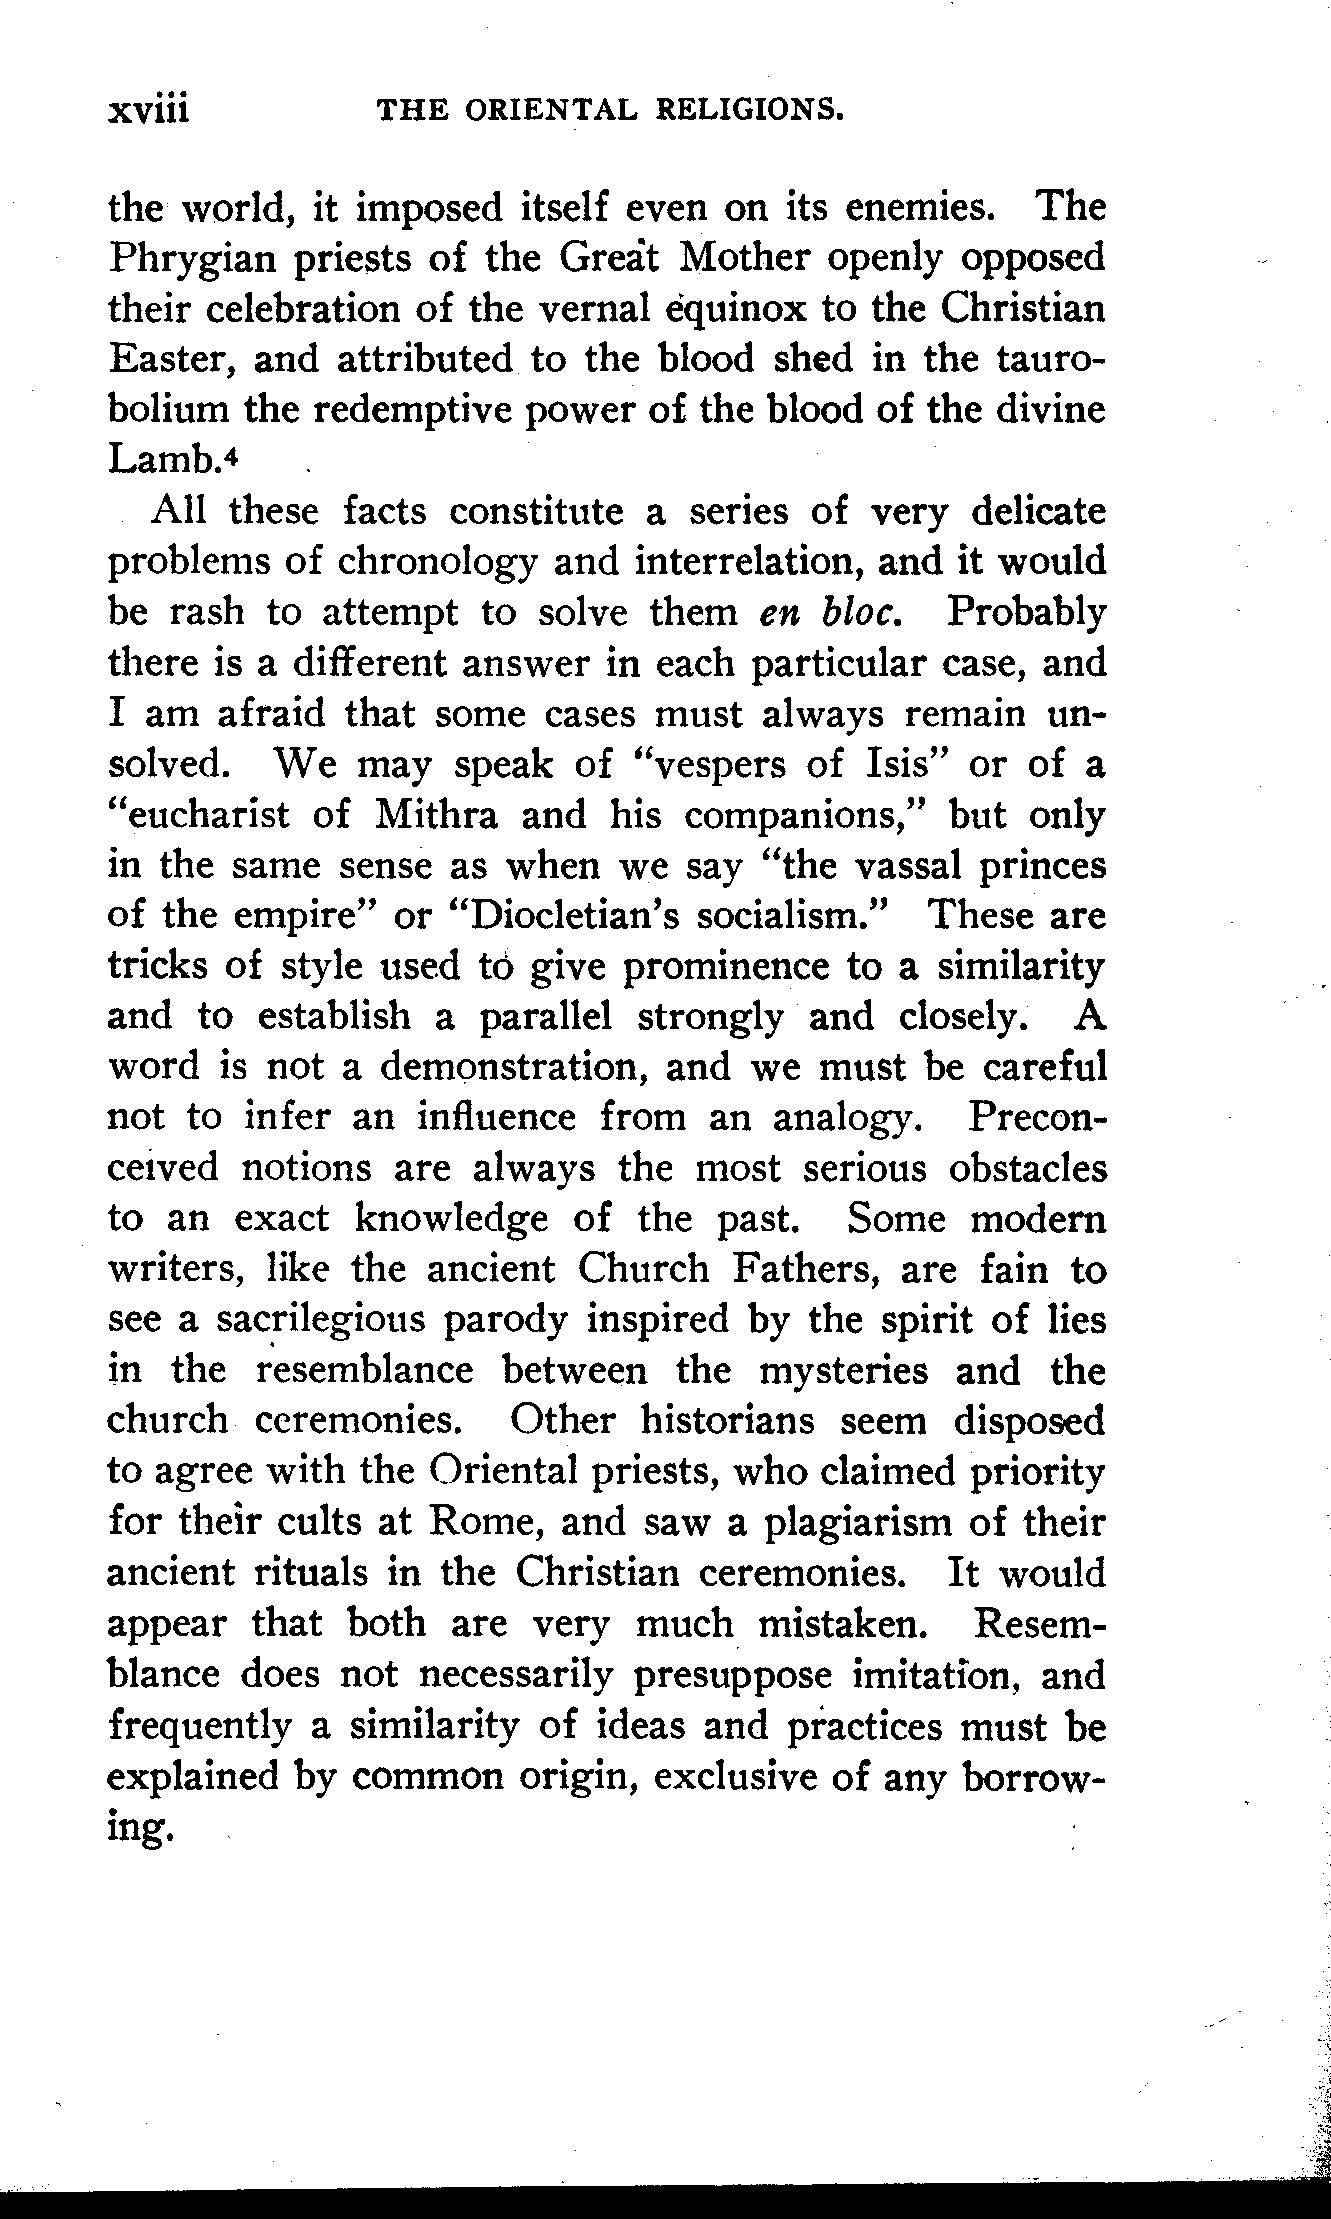 xviii THE ORIENTAL RELIGIONS.
the world, it imposed itself even on its enemies. The
Phrygian priests of the Great Mother openly opposed
their celebration of the vernal equinox to the Christian
Easter, and attributed to the blood shed in the tauro-
bolium the redemptive power of the blood of the divine
Lamb.4
All these facts constitute a series of very delicate
problems of chronology and interrelation, and it would
be rash to attempt to solve them en bloc. Probably
there is a different answer in each particular case, and
I am afraid that some cases must always remain un-
solved. We may speak of “vespers of Isis” or of a
“eucharist of Mithra and his companions,” but only
in the same sense as when we say “the vassal princes
of the empire” or “Diocletian’s socialism.” These are
tricks of style used to give prominence to a similarity
and to establish a parallel strongly and closely. A
word is not a demonstration, and we must be careful
not to infer an influence from an analogy. Precon-
ceived notions are always the most serious obstacles
to an exact knowledge of the past. Some modern
writers, like the ancient Church Fathers, are fain to
see a sacrilegious parody inspired by the spirit of lies
in the resemblance between the mysteries and the
church ceremonies. Other historians seem disposed
to agree with the Oriental priests, who claimed priority
for their cults at Rome, and saw a plagiarism of their
ancient rituals in the Christian ceremonies. It would
appear that both are very much mistaken. Resem-
blance does not necessarily presuppose imitation, and
frequently a similarity of ideas and practices must be
explained by common origin, exclusive of any borrow-
ing.